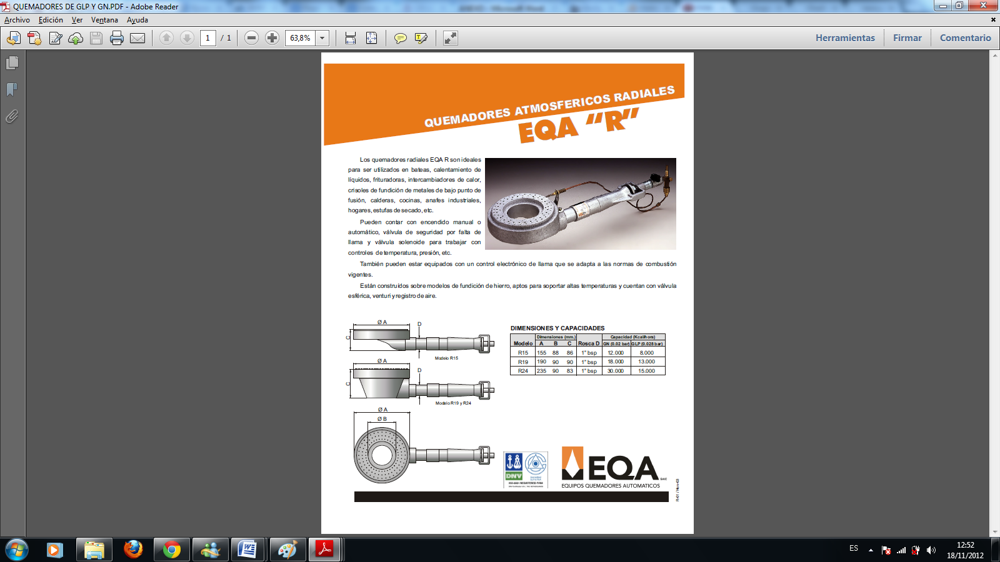 QUEMADORES DE GLP Y GN.PDF - Adobe Reader
Archivo Edición Ver Ventana Ayuda
1 / 1 63,8% Herramientas Firmar Comentario
QUEMADORES ATMOSFERICOS RADIALES
EQA “R”
Los quemadores radiales EQA R son ideales
para ser utilizados en bateas, calentamiento de
líquidos, frituradoras, intercambiadores de calor,
crisoles de fundición de metales de bajo punto de
fusión, calderas, cocinas, anafes industriales,
hogares, estufas de secado, etc.
Pueden contar con encendido manual o
automático, válvula de seguridad por falta de
llama y válvula solenoide para trabajar con
controles de temperatura, presión, etc.
También pueden estar equipados con un control electrónico de llama que se adapta a las normas de combustión
vigentes.
Están construídos sobre modelos de fundición de hierro, aptos para soportar altas temperaturas y cuentan con válvula
esférica, venturi y registro de aire.
Ø A
D
C
Modelo R15
Ø A
D
C
Modelo R19 y R24
Ø A
Ø B
DIMENSIONES Y CAPACIDADES
Dimensiones (mm.) Capacidad (Kcal/hora)
Modelo A B C Rosca D GN (0.02 bar) GLP (0.028 bar)
R15 155 88 86 1" bsp 12.000 8.000
R19 190 90 90 1" bsp 18.000 13.000
R24 235 90 83 1" bsp 30.000 15.000
DNV
ISO-9001 REGISTERED FIRM
EQA SAIC
EQUIPOS QUEMADORES AUTOMATICOS
R-01 / Nov-03
ES
12:52
18/11/2012